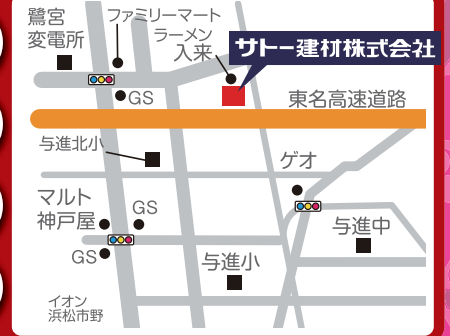 鷺宮
変電所
ファミリーマート
ラーメン
入来
サトー建材株式会社
GS
東名高速道路
与進北小
ゲオ
マルト
神戸屋
GS
GS
与進中
与進小
イオン
浜松市野